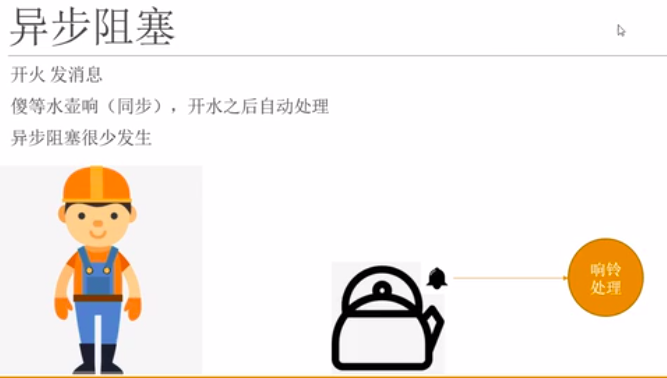 异步阻塞
开火 发消息
傻等水壶响（同步），开水之后自动处理
异步阻塞很少发生
响铃
处理